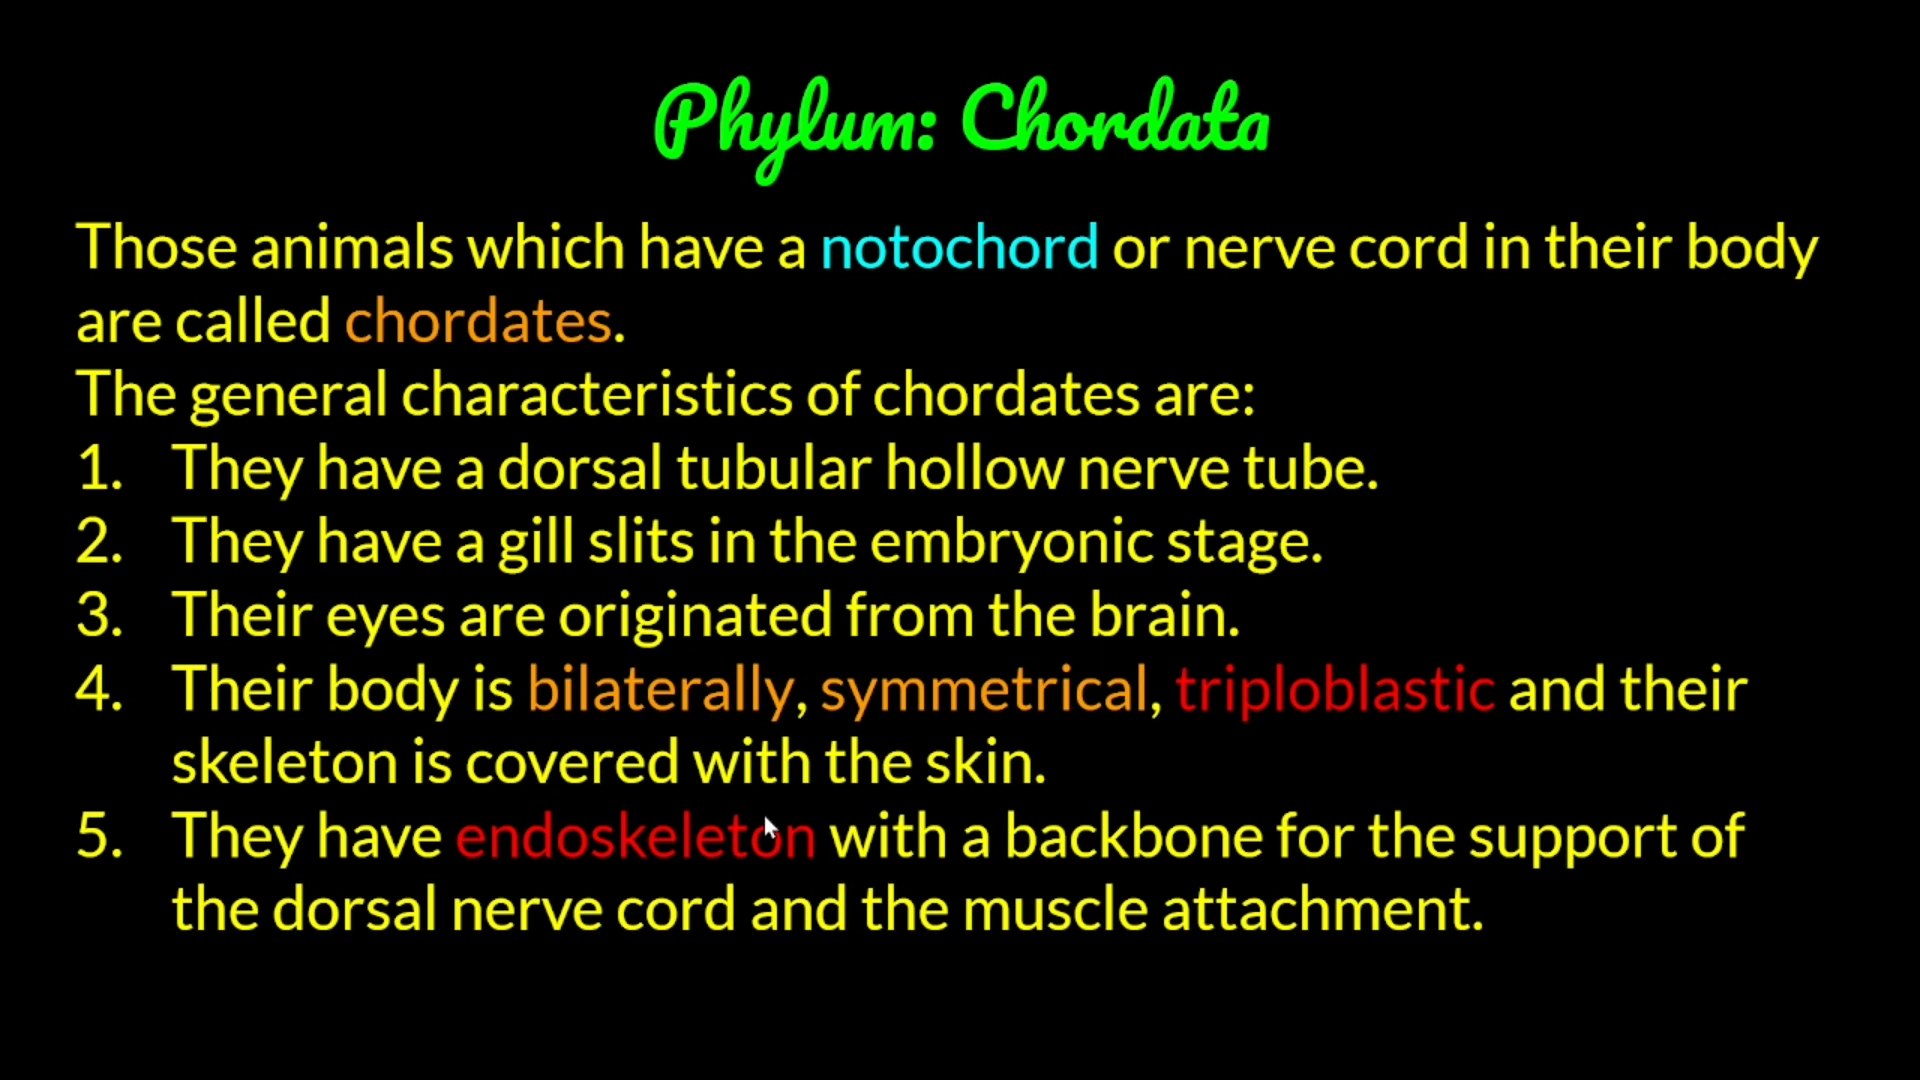 Phylum: Chordata
Those animals which have a notochord or nerve cord in their body
are called chordates.
The general characteristics of chordates are:
1. They have a dorsal tubular hollow nerve tube.
2. They have a gill slits in the embryonic stage.
3. Their eyes are originated from the brain.
4. Their body is bilaterally, symmetrical, triploblastic and their
skeleton is covered with the skin.
5. They have endoskeleton with a backbone for the support of
the dorsal nerve cord and the muscle attachment.